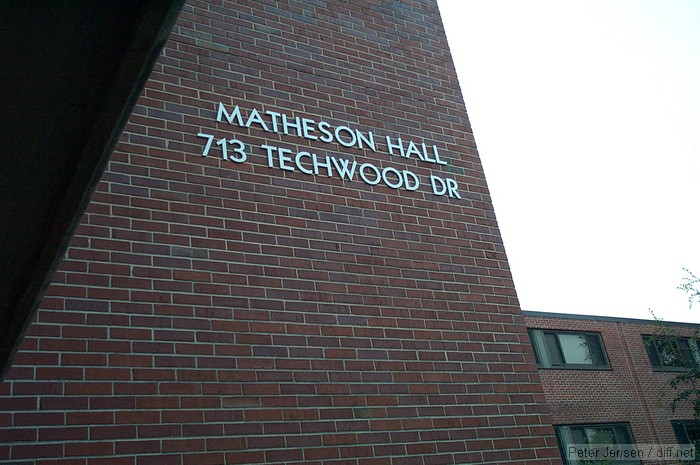 MATHESON HALL
713 TECHWOOD DR
Peter Jensen / diff.net